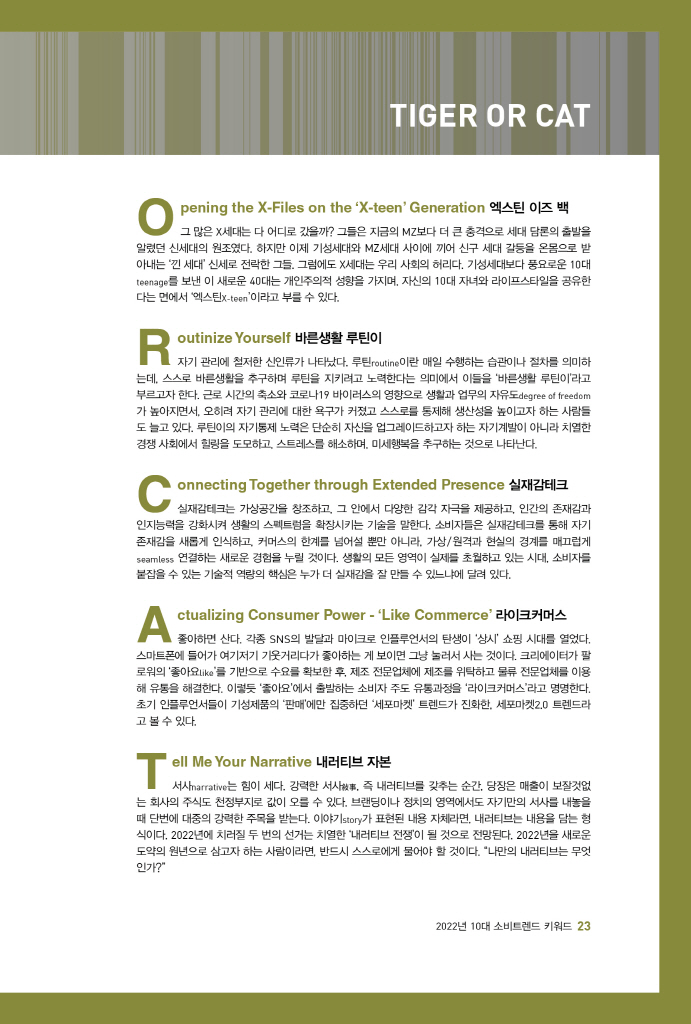 TIGER OR CAT
Opening the X-Files on the ‘X-teen’ Generation 엑스틴 이즈 백
그 많은 X세대는 다 어디로 갔을까? 그들은 지금의 MZ보다 더 큰 충격으로 세대 담론의 출발을
알렸던 신세대의 원조였다. 하지만 이제 기성세대와 MZ세대 사이에 끼어 신구 세대 갈등을 온몸으로 받
아내는 ‘낀 세대’ 신세로 전락한 그들. 그럼에도 X세대는 우리 사회의 허리다. 기성세대보다 풍요로운 10대
teenage를 보낸 이 새로운 40대는 개인주의적 성향을 가지며, 자신의 10대 자녀와 라이프스타일을 공유한
다는 면에서 ‘엑스틴X-teen’이라고 부를 수 있다.
Routinize Yourself 바른생활 루틴이
자기 관리에 철저한 신인류가 나타났다. 루틴routine이란 매일 수행하는 습관이나 절차를 의미하
는데, 스스로 바른생활을 추구하며 루틴을 지키려고 노력한다는 의미에서 이들을 ‘바른생활 루틴이’라고
부르고자 한다. 근로 시간의 축소와 코로나19 바이러스의 영향으로 생활과 업무의 자유도degree of freedom
가 높아지면서, 오히려 자기 관리에 대한 욕구가 커졌고 스스로를 통제해 생산성을 높이고자 하는 사람들
도 늘고 있다. 루틴이의 자기통제 노력은 단순히 자신을 업그레이드하고자 하는 자기계발이 아니라 치열한
경쟁 사회에서 힐링을 도모하고, 스트레스를 해소하며, 미세행복을 추구하는 것으로 나타난다.
Connecting Together through Extended Presence 실재감테크
실재감테크는 가상공간을 창조하고, 그 안에서 다양한 감각 자극을 제공하고, 인간의 존재감과
인지능력을 강화시켜 생활의 스펙트럼을 확장시키는 기술을 말한다. 소비자들은 실재감테크를 통해 자기
존재감을 새롭게 인식하고, 커머스의 한계를 넘어설 뿐만 아니라, 가상/원격과 현실의 경계를 매끄럽게
seamless 연결하는 새로운 경험을 누릴 것이다. 생활의 모든 영역이 실제를 초월하고 있는 시대, 소비자를
붙잡을 수 있는 기술적 역량의 핵심은 누가 더 실재감을 잘 만들 수 있느냐에 달려 있다.
Actualizing Consumer Power - ‘Like Commerce’ 라이크커머스
좋아하면 산다. 각종 SNS의 발달과 마이크로 인플루언서의 탄생이 ‘상시’ 쇼핑 시대를 열었다.
스마트폰에 들어가 여기저기 기웃거리다가 좋아하는 게 보이면 그냥 눌러서 사는 것이다. 크리에이터가 팔
로워의 ‘좋아요like’를 기반으로 수요를 확보한 후, 제조 전문업체에 제조를 위탁하고 물류 전문업체를 이용
해 유통을 해결한다. 이렇듯 ‘좋아요’에서 출발하는 소비자 주도 유통과정을 ‘라이크커머스’라고 명명한다.
초기 인플루언서들이 기성제품의 ‘판매’에만 집중하던 ‘세포마켓’ 트렌드가 진화한, 세포마켓2.0 트렌드라
고 볼 수 있다.
Tell Me Your Narrative 내러티브 자본
서사narrative는 힘이 세다. 강력한 서사敍事, 즉 내러티브를 갖추는 순간, 당장은 매출이 보잘것없
는 회사의 주식도 천정부지로 값이 오를 수 있다. 브랜딩이나 정치의 영역에서도 자기만의 서사를 내놓을
때 단번에 대중의 강력한 주목을 받는다. 이야기story가 표현된 내용 자체라면, 내러티브는 내용을 담는 형
식이다. 2022년에 치러질 두 번의 선거는 치열한 ‘내러티브 전쟁’이 될 것으로 전망된다. 2022년을 새로운
도약의 원년으로 삼고자 하는 사람이라면, 반드시 스스로에게 물어야 할 것이다. “나만의 내러티브는 무엇
인가?”
2022년 10대 소비트렌드 키워드 23